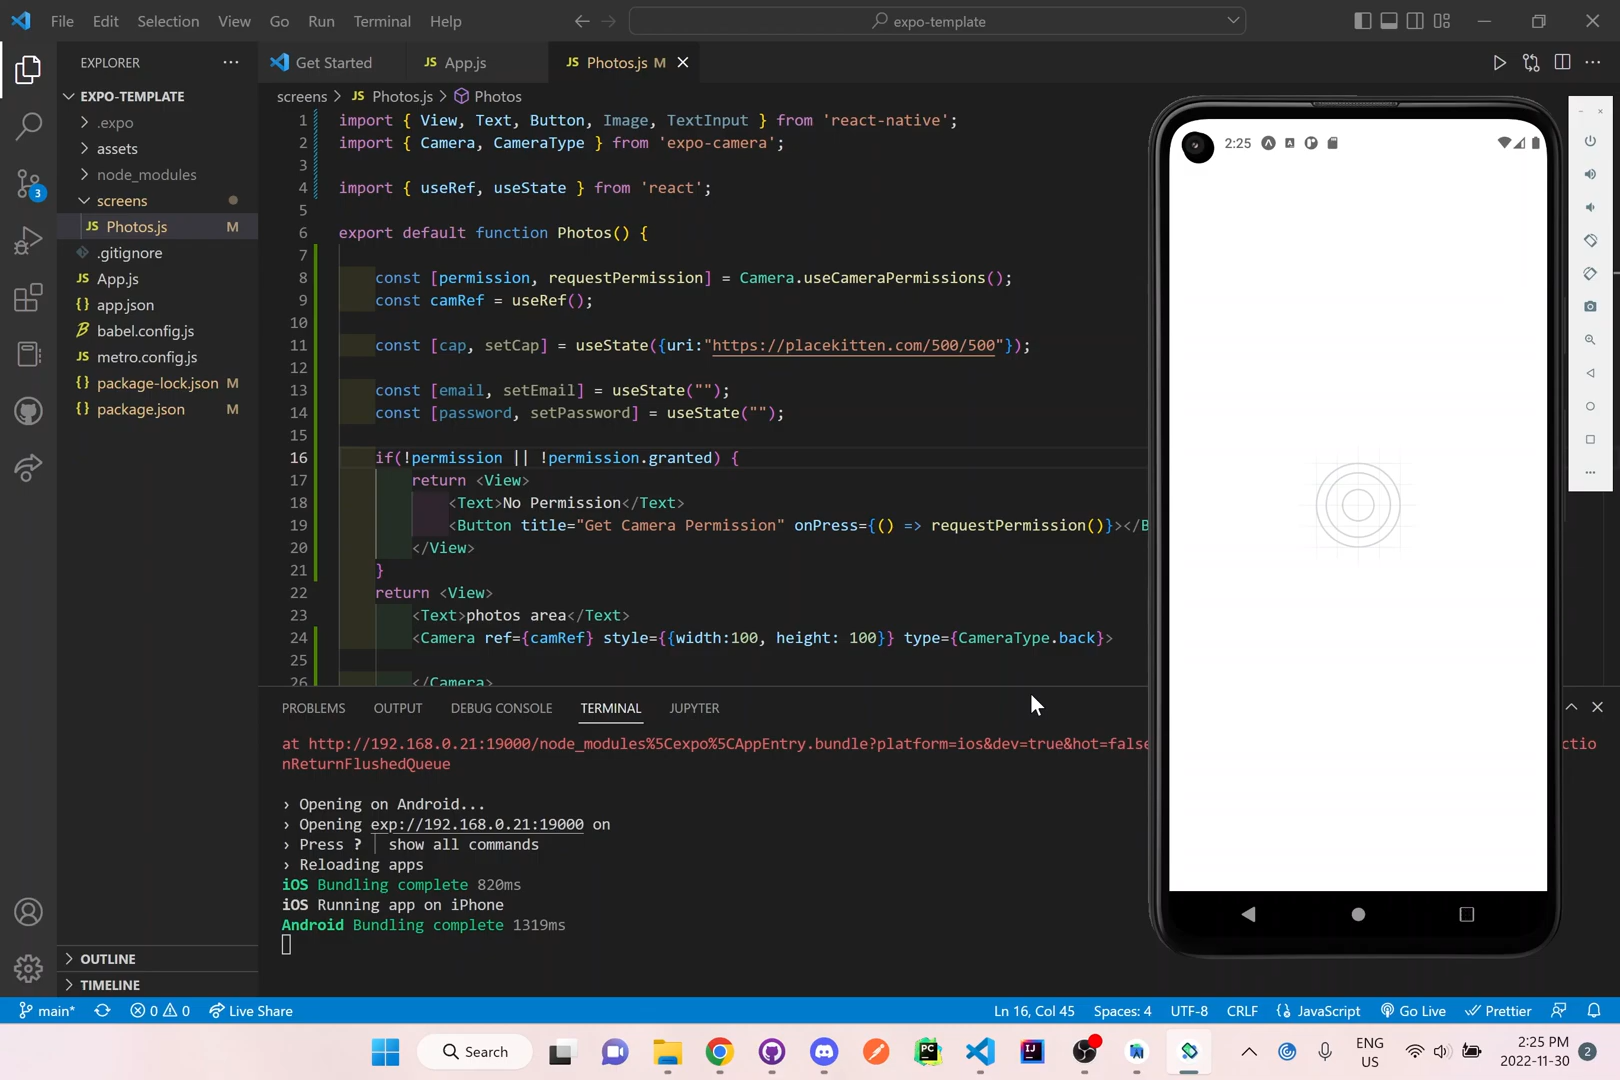 File Edit Selection View Go Run Terminal Help
expo-template
EXPLORER
Get Started
JS App.js
JS Photos.js M
EXPO-TEMPLATE
.expo
assets
node_modules
screens
JS Photos.js M
.gitignore
JS App.js
{} app.json
babel.config.js
JS metro.config.js
{} package-lock.json M
{} package.json M
3
OUTLINE
TIMELINE
screens > JS Photos.js > Photos
1 import { View, Text, Button, Image, TextInput } from 'react-native';
2 import { Camera, CameraType } from 'expo-camera';
3
4 import { useRef, useState } from 'react';
5
6 export default function Photos() {
7
8 const [permission, requestPermission] = Camera.useCameraPermissions();
9 const camRef = useRef();
10
11 const [cap, setCap] = useState({uri:"https://placekitten.com/500/500"});
12
13 const [email, setEmail] = useState("");
14 const [password, setPassword] = useState("");
15
16 if(!permission || !permission.granted) {
17 return <View>
18 <Text>No Permission</Text>
19 <Button title="Get Camera Permission" onPress={() => requestPermission()}></B
20 </View>
21 }
22 return <View>
23 <Text>photos area</Text>
24 <Camera ref={camRef} style={{width:100, height: 100}} type={CameraType.back}>
25
26 </Camera>
PROBLEMS OUTPUT DEBUG CONSOLE TERMINAL JUPYTER
at http://192.168.0.21:19000/node_modules%5Cexpo%5CAppEntry.bundle?platform=ios&dev=true&hot=false ctio
nReturnFlushedQueue
› Opening on Android...
› Opening exp://192.168.0.21:19000 on
› Press ? │ show all commands
› Reloading apps
iOS Bundling complete 820ms
iOS Running app on iPhone
Android Bundling complete 1319ms
2:25
main* 0 0 Live Share
Ln 16, Col 45 Spaces: 4 UTF-8 CRLF {} JavaScript Go Live Prettier
Search
PC
IJ
ENG
US
2:25 PM
2022-11-30
2